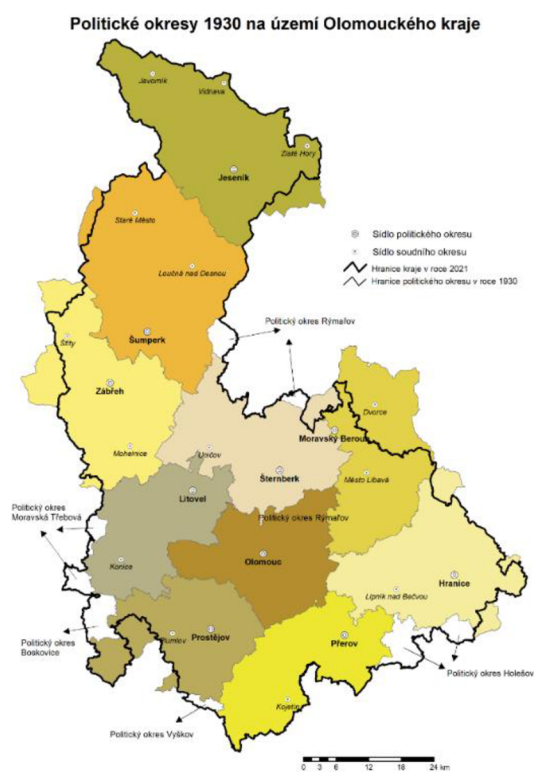 Politické okresy 1930 na území Olomouckého kraje
Javorník
Vidnava
Zlaté Hory
Jeseník
Staré Město
Loučná nad Desnou
Šumperk
Sídlo politického okresu
Sídlo soudního okresu
Hranice kraje v roce 2021
Hranice politického okresu v roce 1930
Politický okres Rýmařov
Štíty
Zábřeh
Mohelnice
Dvorce
Moravský Beroun
Uničov
Šternberk
Město Libavá
Litovel
Politický okres Rýmařov
Politický okres
Moravská Třebová
Olomouc
Konice
Hranice
Lipník nad Bečvou
Politický okres
Boskovice
Plumlov
Prostějov
Přerov
Politický okres Holešov
Kojetín
Politický okres Vyškov
0 3 6 12 18 24 km